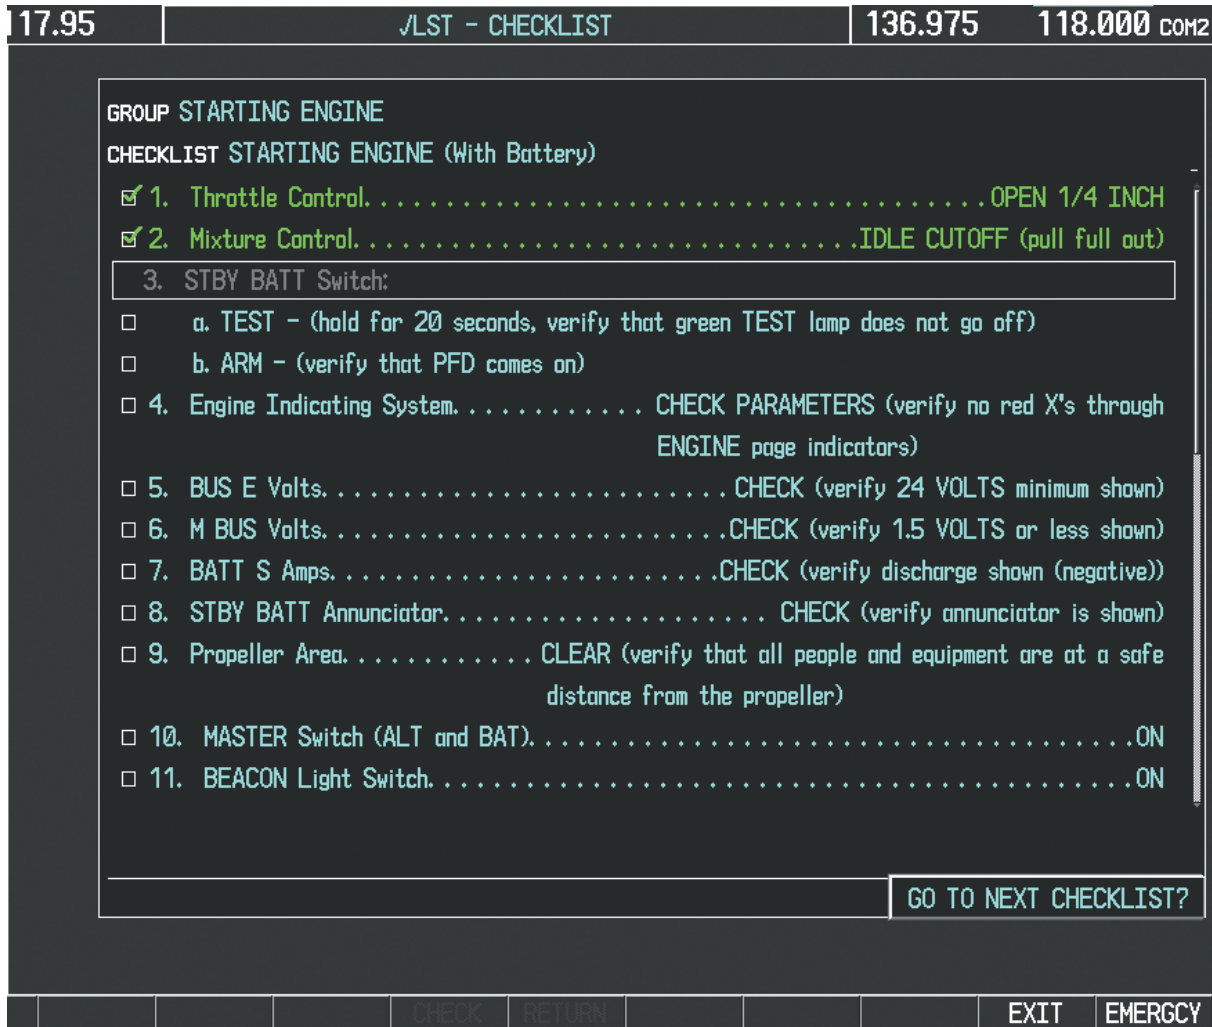 117.95 √LST - CHECKLIST 136.975 118.000 COM2
GROUP STARTING ENGINE
CHECKLIST STARTING ENGINE (With Battery)
1. Throttle Control. . . . . . . . . . . . . . . . . . . . . . . . . . . . . . . . . OPEN 1/4 INCH
2. Mixture Control. . . . . . . . . . . . . . . . . . . . . . . . . . .IDLE CUTOFF (pull full out)
3. STBY BATT Switch:
a. TEST - (hold for 20 seconds, verify that green TEST lamp does not go off)
b. ARM - (verify that PFD comes on)
4. Engine Indicating System. . . . . . . . . . . CHECK PARAMETERS (verify no red X's through
ENGINE page indicators)
5. BUS E Volts. . . . . . . . . . . . . . . . . . . . . . CHECK (verify 24 VOLTS minimum shown)
6. M BUS Volts. . . . . . . . . . . . . . . . . . . . . .CHECK (verify 1.5 VOLTS or less shown)
7. BATT S Amps. . . . . . . . . . . . . . . . . . . . .CHECK (verify discharge shown (negative))
8. STBY BATT Annunciator. . . . . . . . . . . . . . . . . . CHECK (verify annunciator is shown)
9. Propeller Area. . . . . . . . . . . CLEAR (verify that all people and equipment are at a safe
distance from the propeller)
10. MASTER Switch (ALT and BAT). . . . . . . . . . . . . . . . . . . . . . . . . . . . . . . .ON
11. BEACON Light Switch. . . . . . . . . . . . . . . . . . . . . . . . . . . . . . . . . . . . . .ON
GO TO NEXT CHECKLIST?
CHECK RETURN EXIT EMERGCY